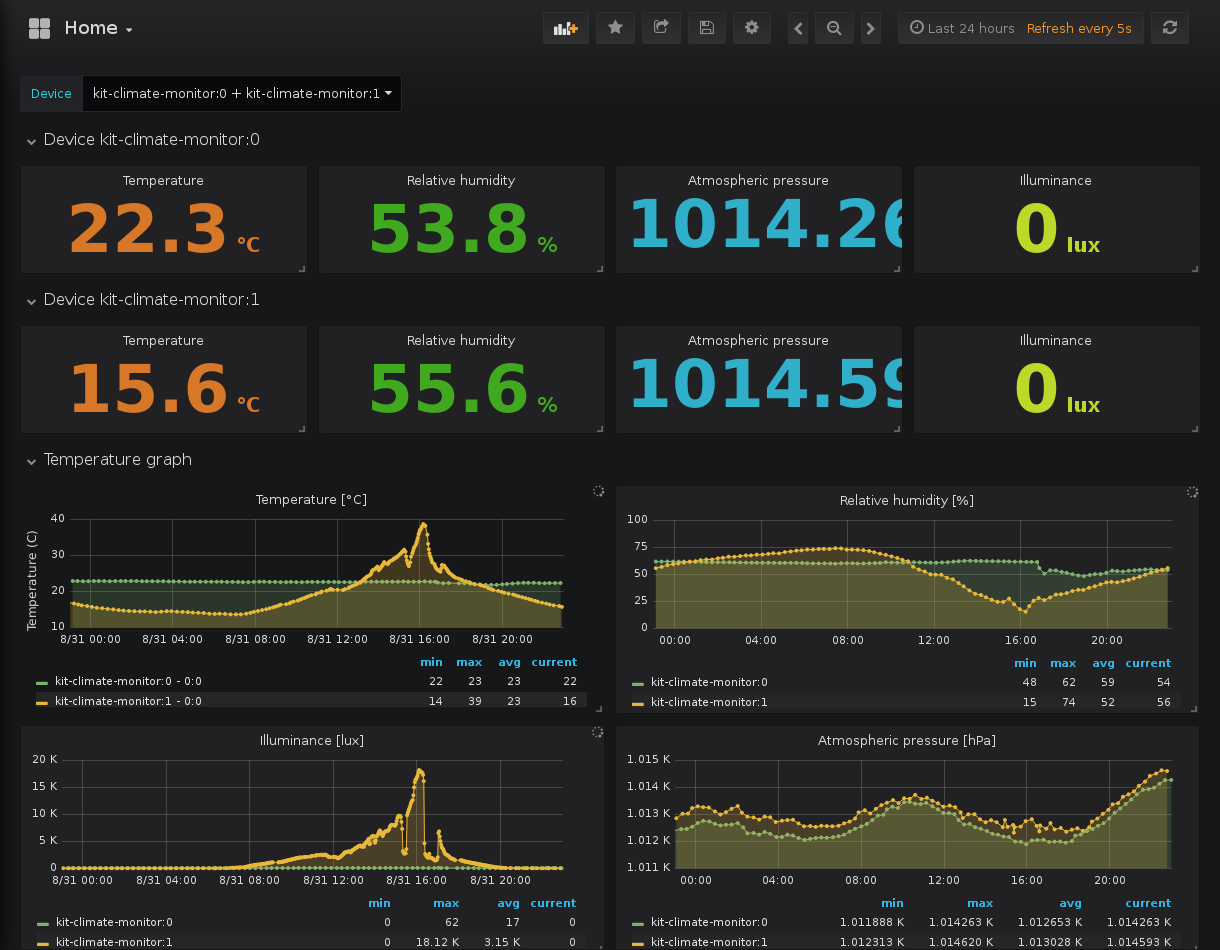 Home
Last 24 hours Refresh every 5s
Device kit-climate-monitor:0 + kit-climate-monitor:1
Device kit-climate-monitor:0
Temperature Relative humidity Atmospheric pressure Illuminance
22.3 °C 53.8 % 1014.26 0 lux
Device kit-climate-monitor:1
Temperature Relative humidity Atmospheric pressure Illuminance
15.6 °C 55.6 % 1014.59 0 lux
Temperature graph
Temperature [°C]
Temperature (C)
40
30
20
10
8/31 00:00 8/31 04:00 8/31 08:00 8/31 12:00 8/31 16:00 8/31 20:00
min max avg current
kit-climate-monitor:0 - 0:0 22 23 23 22
kit-climate-monitor:1 - 0:0 14 39 23 16
Relative humidity [%]
100
75
50
25
0
00:00 04:00 08:00 12:00 16:00 20:00
min max avg current
kit-climate-monitor:0 48 62 59 54
kit-climate-monitor:1 15 74 52 56
Illuminance [lux]
20 K
15 K
10 K
5 K
0
8/31 00:00 8/31 04:00 8/31 08:00 8/31 12:00 8/31 16:00 8/31 20:00
min max avg current
kit-climate-monitor:0 0 62 17 0
kit-climate-monitor:1 0 18.12 K 3.15 K 0
Atmospheric pressure [hPa]
1.015 K
1.014 K
1.013 K
1.012 K
1.011 K
00:00 04:00 08:00 12:00 16:00 20:00
min max avg current
kit-climate-monitor:0 1.011888 K 1.014263 K 1.012653 K 1.014263 K
kit-climate-monitor:1 1.012313 K 1.014620 K 1.013028 K 1.014593 K